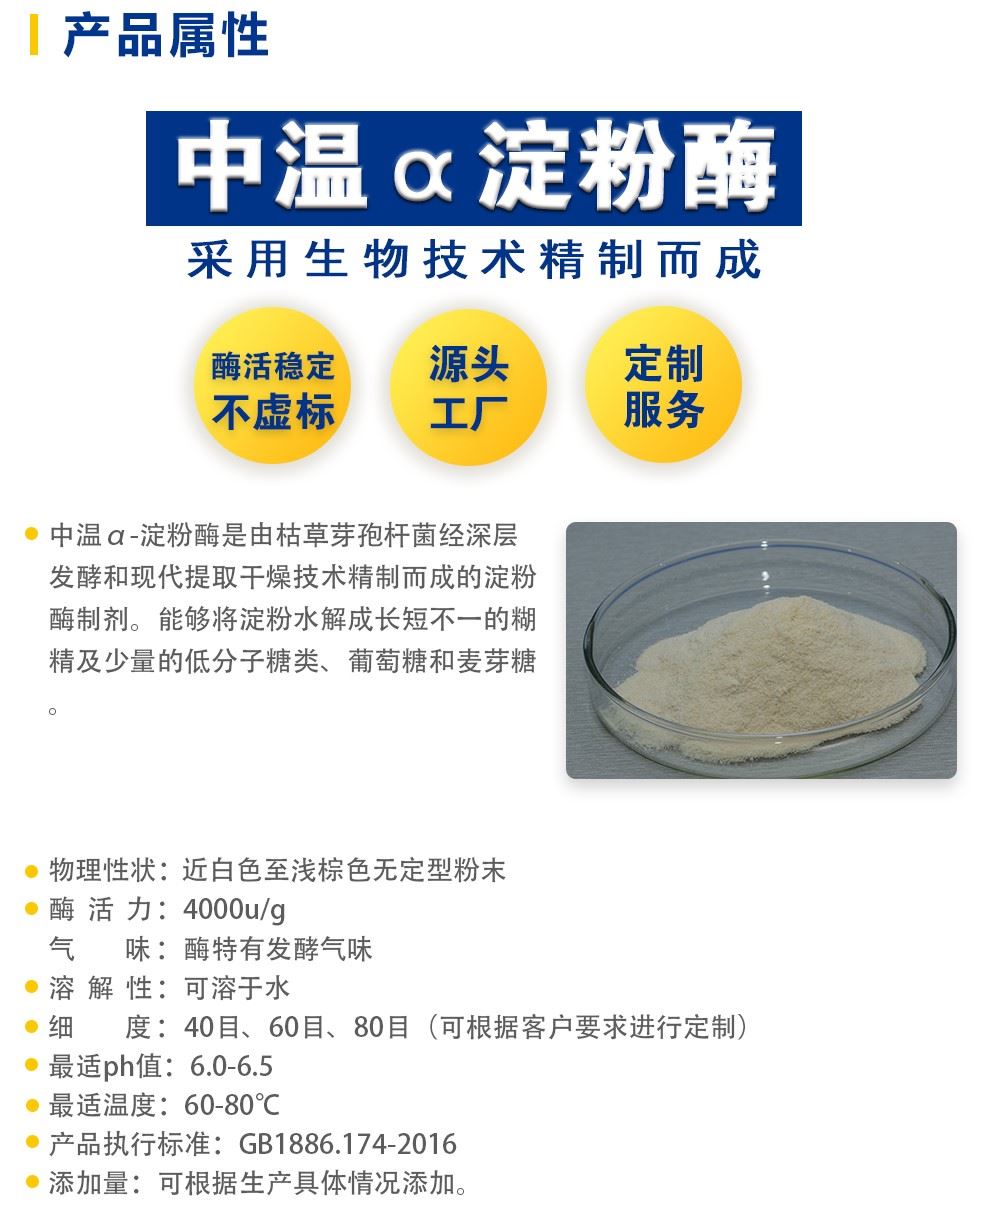 产品属性
中温α淀粉酶
采用生物技术精制而成
酶活稳定
不虚标
源头
工厂
定制
服务
中温α-淀粉酶是由枯草芽孢杆菌经深层
发酵和现代提取干燥技术精制而成的淀粉
酶制剂。能够将淀粉水解成长短不一的糊
精及少量的低分子糖类、葡萄糖和麦芽糖
。
物理性状：近白色至浅棕色无定型粉末
酶 活 力：4000u/g
气 味：酶特有发酵气味
溶 解 性：可溶于水
细 度：40目、60目、80目（可根据客户要求进行定制）
最适ph值：6.0-6.5
最适温度：60-80℃
产品执行标准：GB1886.174-2016
添加量：可根据生产具体情况添加。